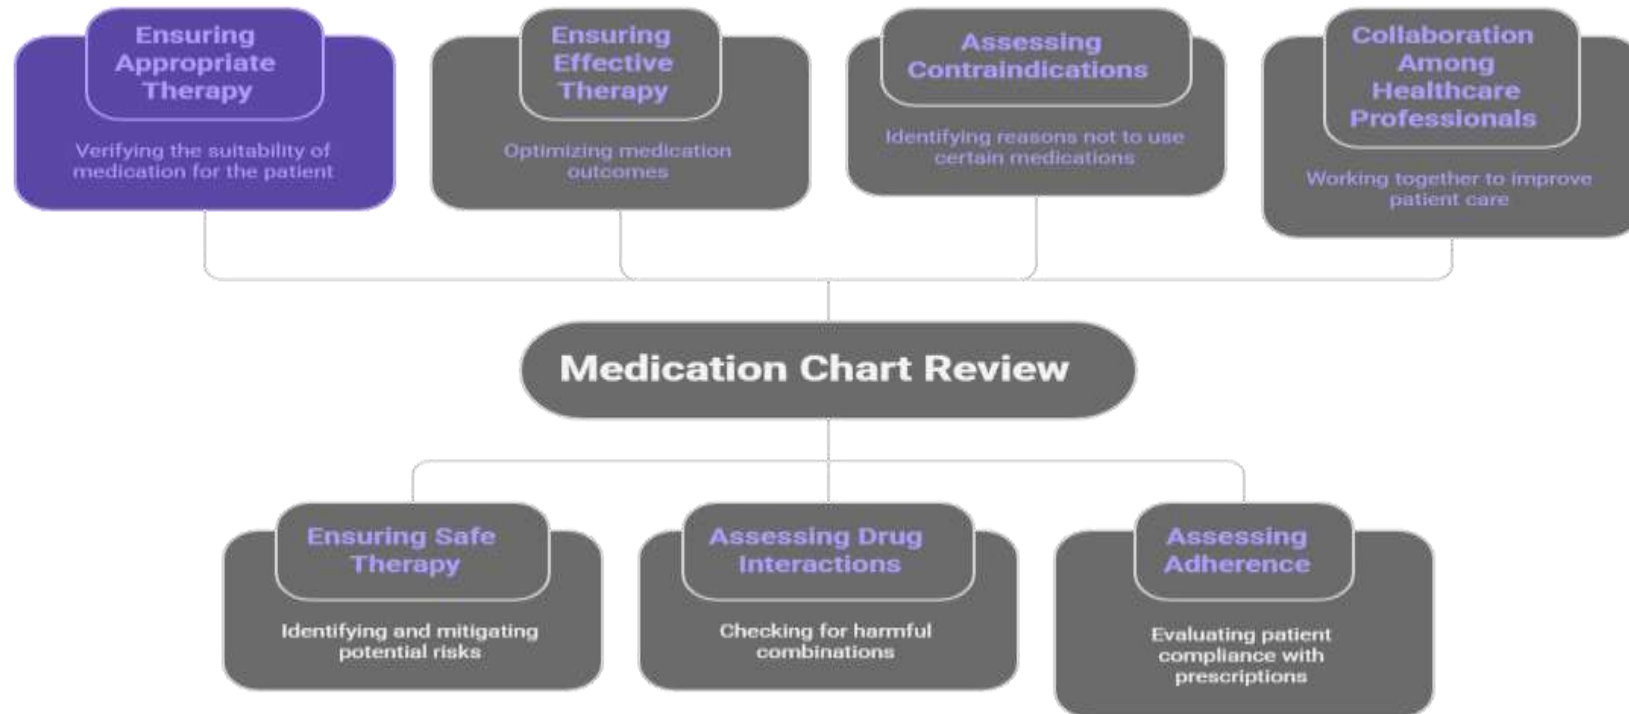 Ensuring
Appropriate
Therapy
Verifying the suitability of
medication for the patient
Ensuring
Effective
Therapy
Optimizing medication
outcomes
Assessing
Contraindications
Identifying reasons not to use
certain medications
Collaboration
Among
Healthcare
Professionals
Working together to improve
patient care
Medication Chart Review
Ensuring Safe
Therapy
Identifying and mitigating
potential risks
Assessing Drug
Interactions
Checking for harmful
combinations
Assessing
Adherence
Evaluating patient
compliance with
prescriptions